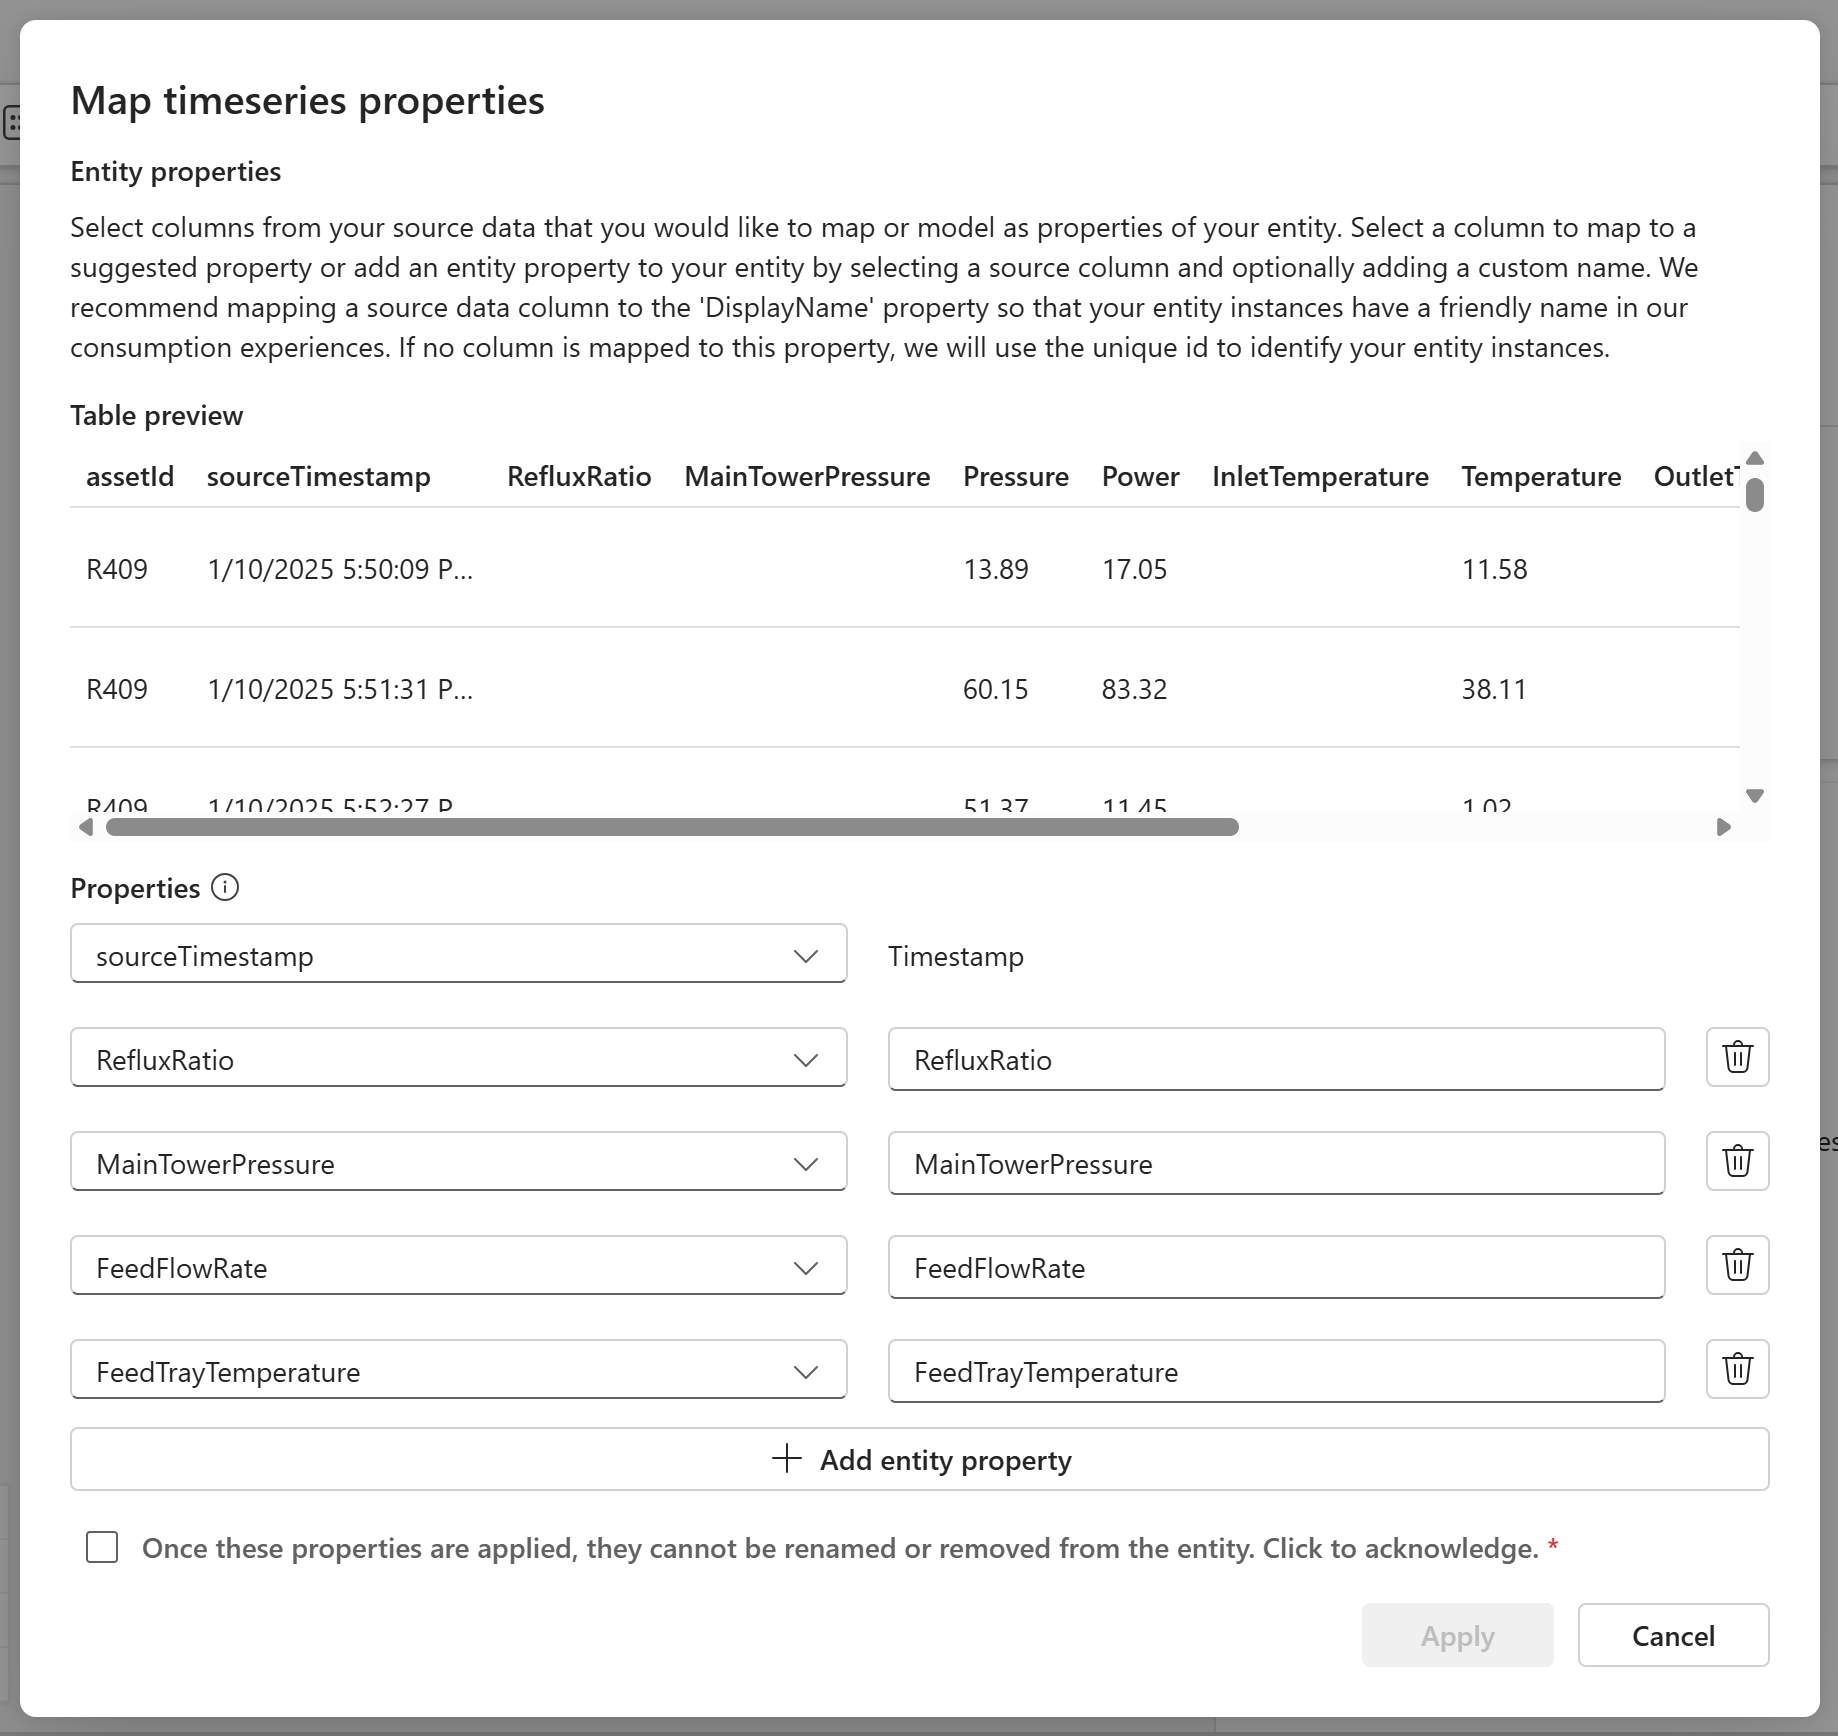 Map timeseries properties
Entity properties
Select columns from your source data that you would like to map or model as properties of your entity. Select a column to map to a
suggested property or add an entity property to your entity by selecting a source column and optionally adding a custom name. We
recommend mapping a source data column to the 'DisplayName' property so that your entity instances have a friendly name in our
consumption experiences. If no column is mapped to this property, we will use the unique id to identify your entity instances.
Table preview
assetId sourceTimestamp RefluxRatio MainTowerPressure Pressure Power InletTemperature Temperature OutletT
R409 1/10/2025 5:50:09 P... 13.89 17.05 11.58
R409 1/10/2025 5:51:31 P... 60.15 83.32 38.11
R409 1/10/2025 5:52:27 P 51.37 11.45 1.02
Properties
sourceTimestamp Timestamp
RefluxRatio RefluxRatio
MainTowerPressure MainTowerPressure
FeedFlowRate FeedFlowRate
FeedTrayTemperature FeedTrayTemperature
Add entity property
Once these properties are applied, they cannot be renamed or removed from the entity. Click to acknowledge. *
Apply Cancel